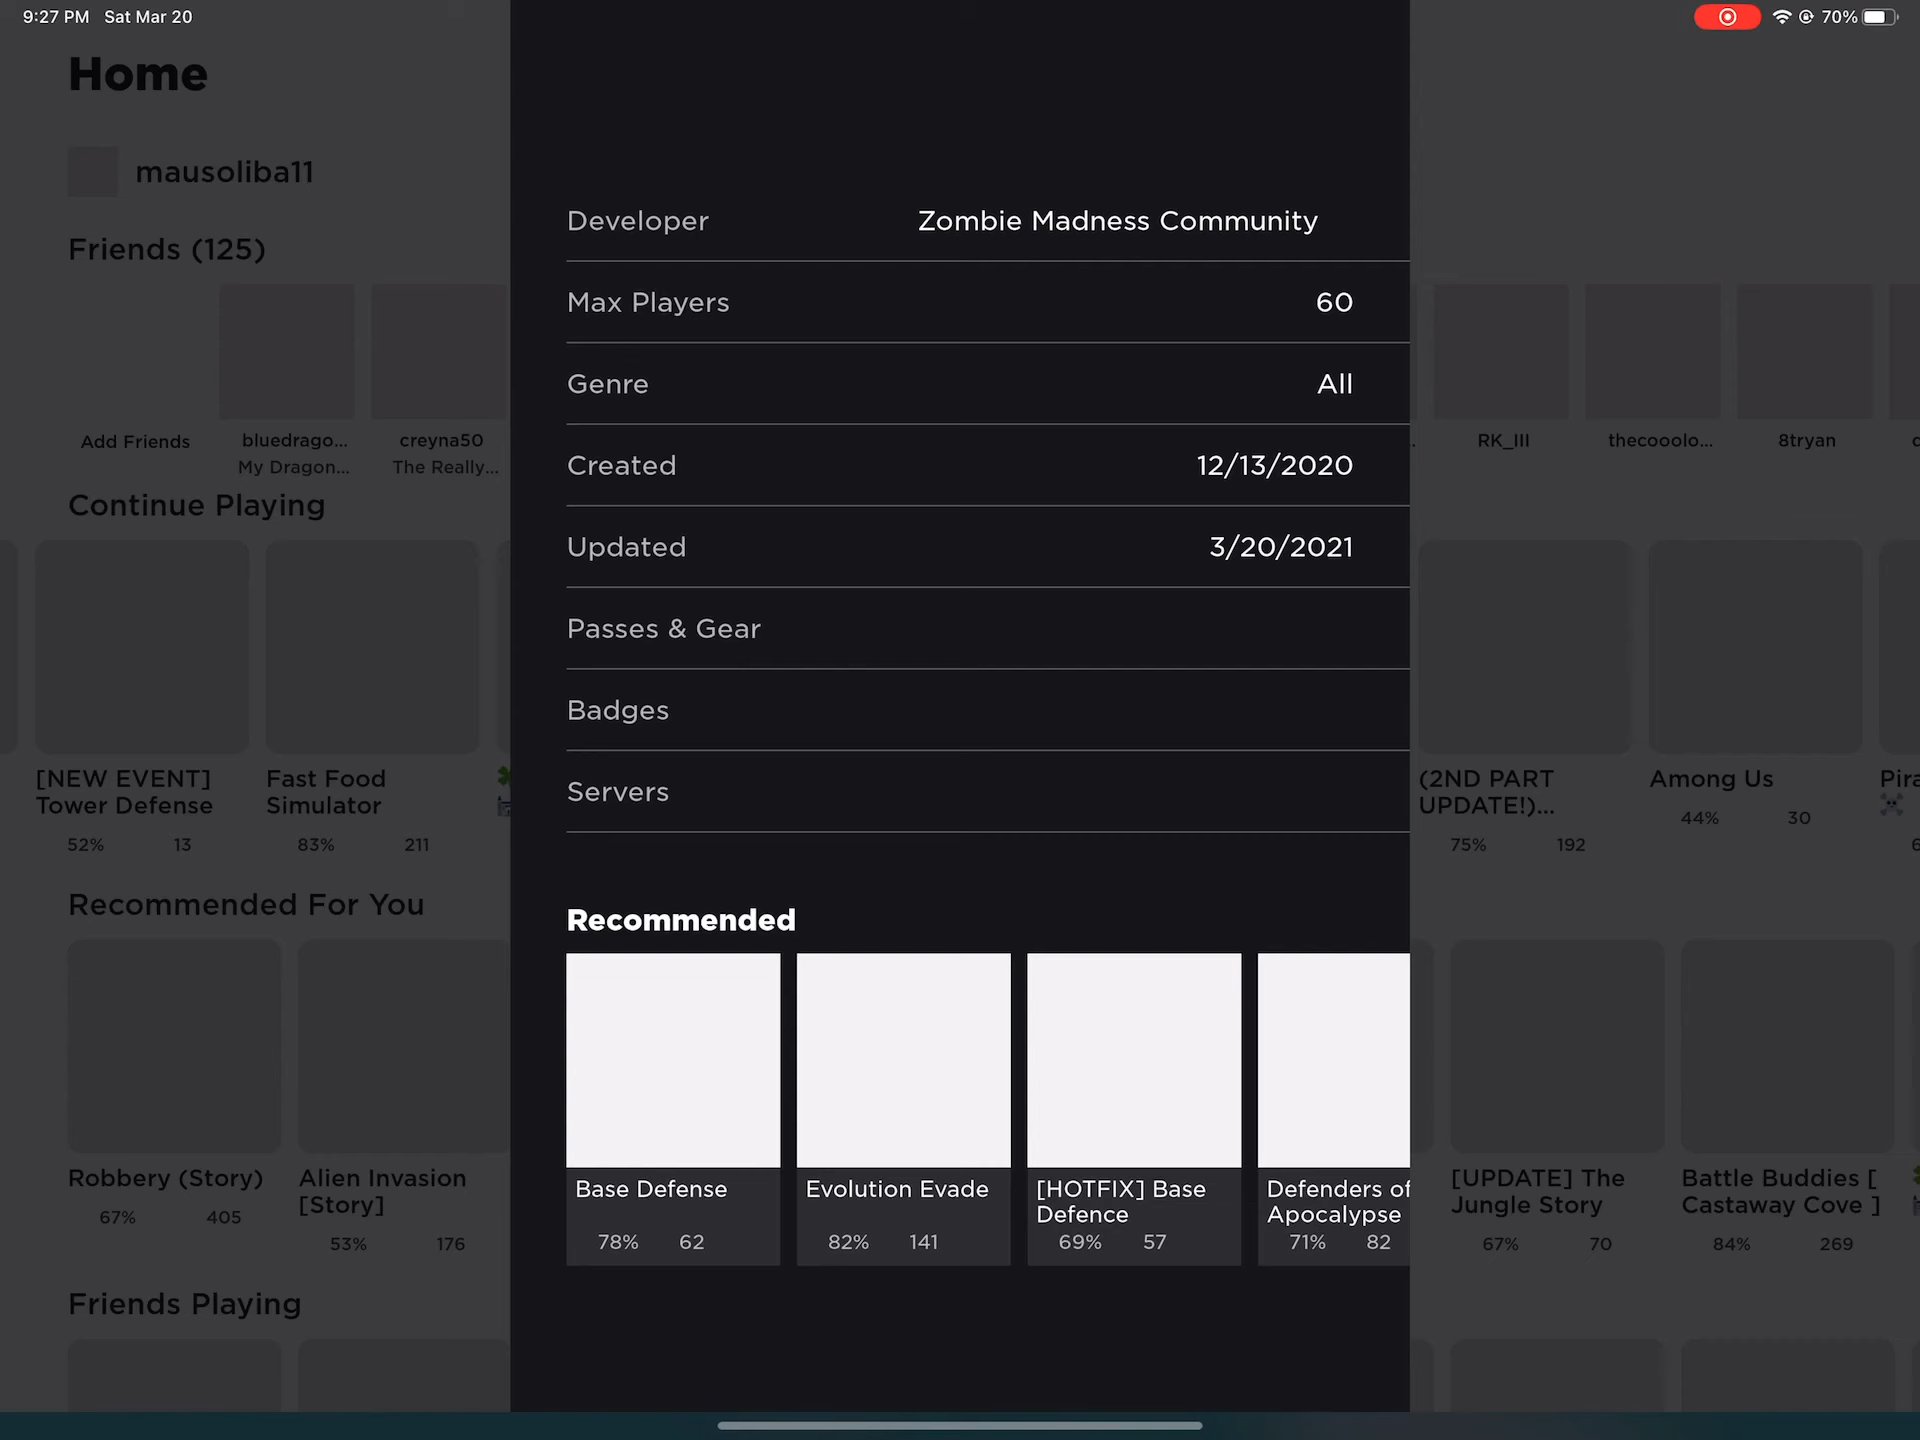 9:27 PM Sat Mar 20
70%
Home
mausoliba11
Friends (125)
Add Friends
bluedrago...
My Dragon...
creyna50
The Really...
RK_III
thecooolo...
8tryan
Continue Playing
[NEW EVENT]
Tower Defense
52% 13
Fast Food
Simulator
83% 211
(2ND PART
UPDATE!)...
75% 192
Among Us
44% 30
Recommended For You
Robbery (Story)
67% 405
Alien Invasion
[Story]
53% 176
[UPDATE] The
Jungle Story
67% 70
Battle Buddies [
Castaway Cove ]
84% 269
Friends Playing
Developer Zombie Madness Community
Max Players 60
Genre All
Created 12/13/2020
Updated 3/20/2021
Passes & Gear
Badges
Servers
Recommended
Base Defense
78% 62
Evolution Evade
82% 141
[HOTFIX] Base
Defence
69% 57
Defenders of
Apocalypse
71% 82